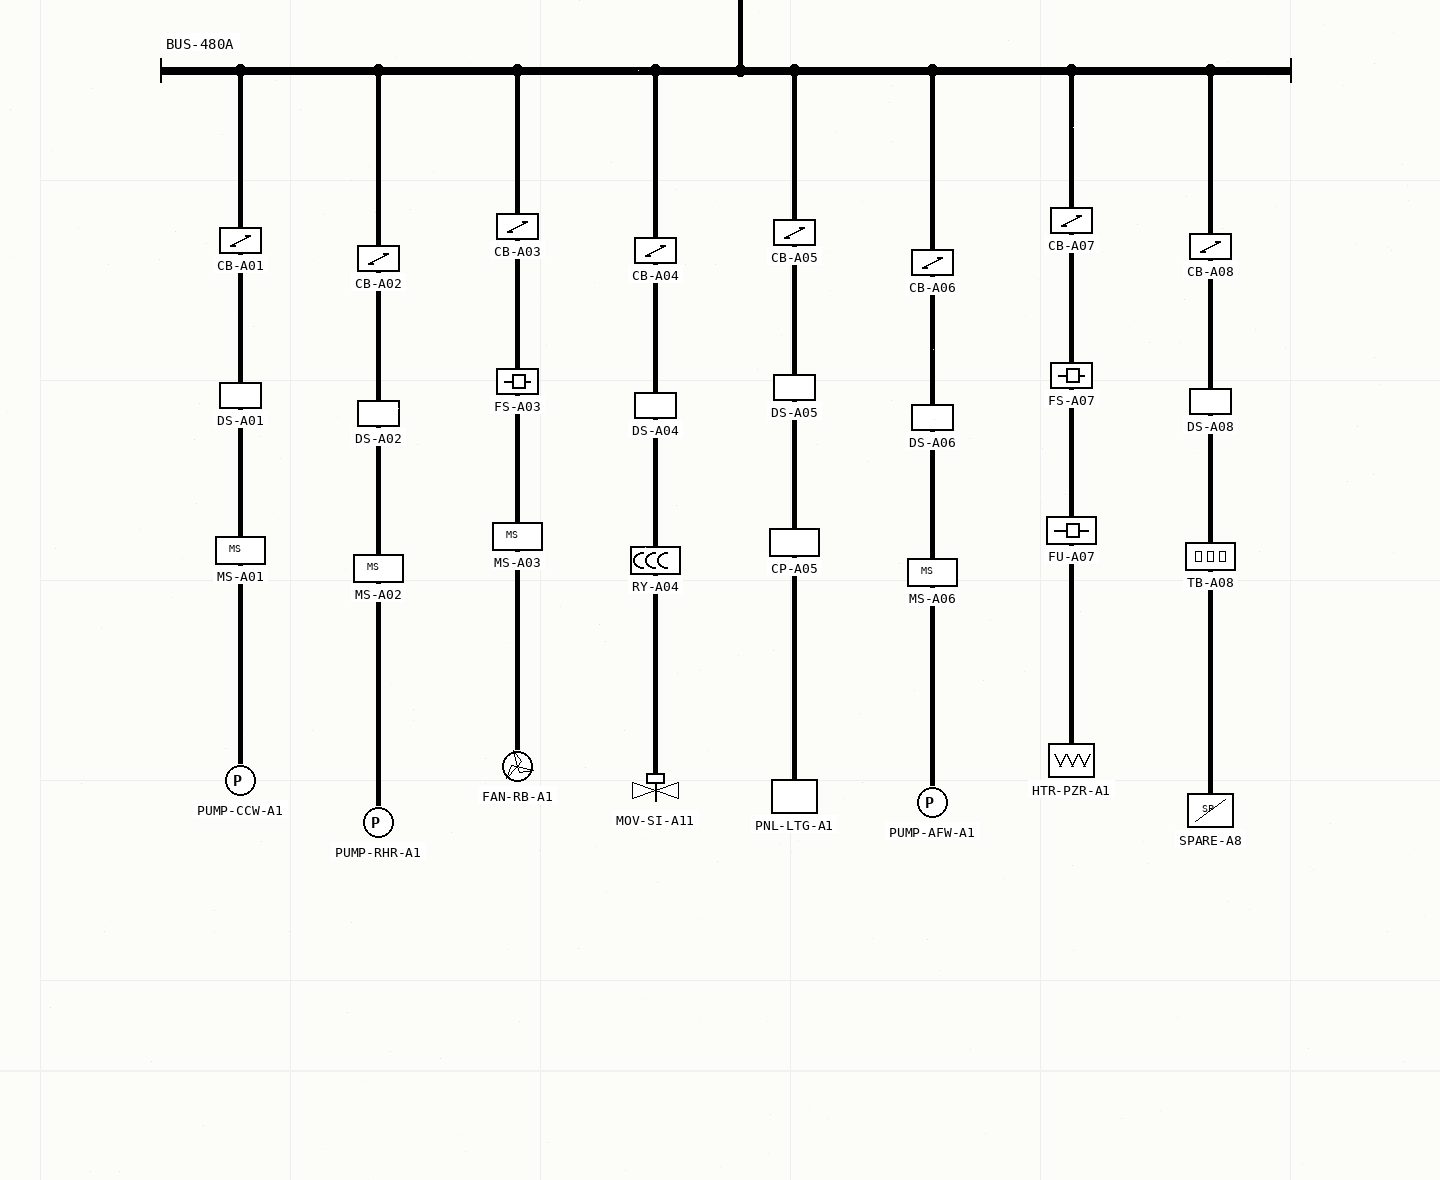 BUS-480A
CB-A01
CB-A02
CB-A03
CB-A04
CB-A05
CB-A06
CB-A07
CB-A08
DS-A01
DS-A02
FS-A03
DS-A04
DS-A05
DS-A06
FS-A07
DS-A08
MS
MS-A01
MS
MS-A02
MS
MS-A03
RY-A04
CP-A05
MS
MS-A06
FU-A07
TB-A08
P
PUMP-CCW-A1
P
PUMP-RHR-A1
FAN-RB-A1
MOV-SI-A11
PNL-LTG-A1
P
PUMP-AFW-A1
HTR-PZR-A1
SP
SPARE-A8